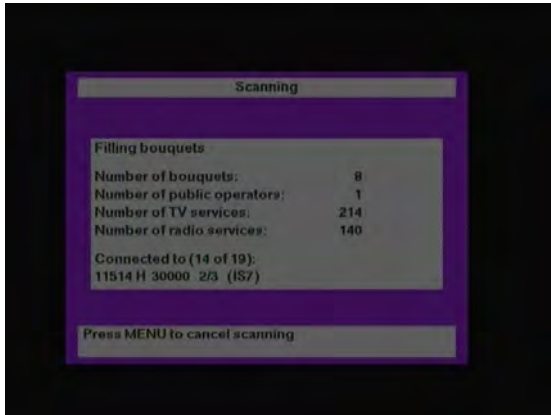 Scanning
Filling bouquets
Number of bouquets: 8
Number of public operators: 1
Number of TV services: 214
Number of radio services: 140
Connected to (14 of 19):
11514 H 30000 2/3 (IS7)
Press MENU to cancel scanning